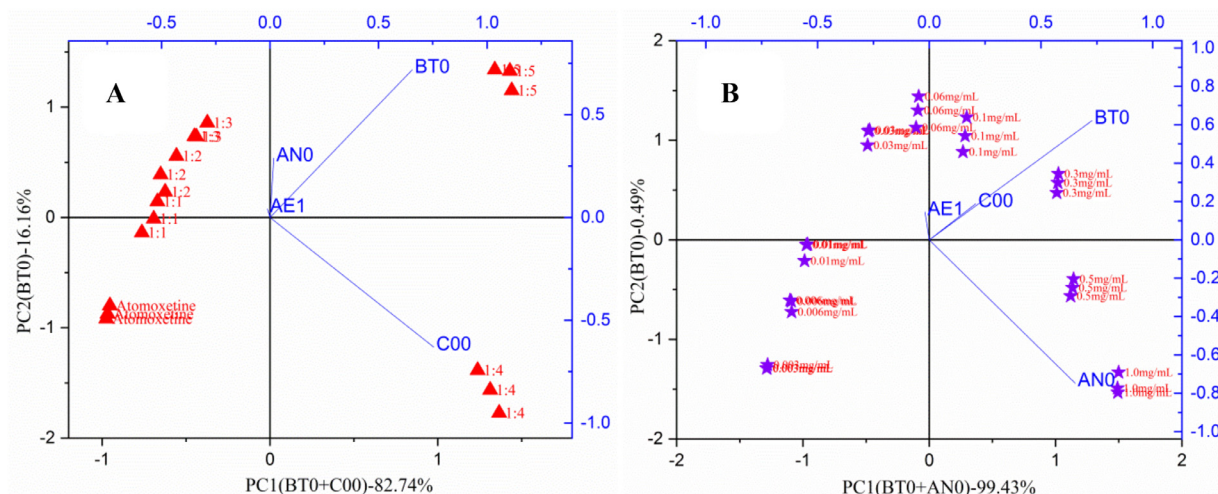 -0.5 0.0 0.5 1.0
A
BT0
1:5
1:5
1:3
1:3
1:2
AN0
1:2
1:2
1:1
AE1
1:1
1:1
Atomoxetine
Atomoxetine
Atomoxetine
C00
1:4
1:4
1:4
1
0
-1
-2
PC2(BT0)-16.16%
0.5
0.0
-0.5
-1.0
-1 0 1
PC1(BT0+C00)-82.74%
-1.0 -0.5 0.0 0.5 1.0
B
0.06mg/mL
0.06mg/mL
0.1mg/mL
BT0
0.03mg/mL
0.1mg/mL
0.03mg/mL
0.1mg/mL
0.3mg/mL
0.3mg/mL
0.3mg/mL
AE1
C00
0.01mg/mL
0.01mg/mL
0.5mg/mL
0.5mg/mL
0.5mg/mL
0.006mg/mL
0.006mg/mL
0.003mg/mL
0.003mg/mL
AN0
1.0mg/mL
1.0mg/mL
1.0mg/mL
2
1
0
-1
-2
PC2(BT0)-0.49%
1.0
0.8
0.6
0.4
0.2
0.0
-0.2
-0.4
-0.6
-0.8
-1.0
-2 -1 0 1 2
PC1(BT0+AN0)-99.43%